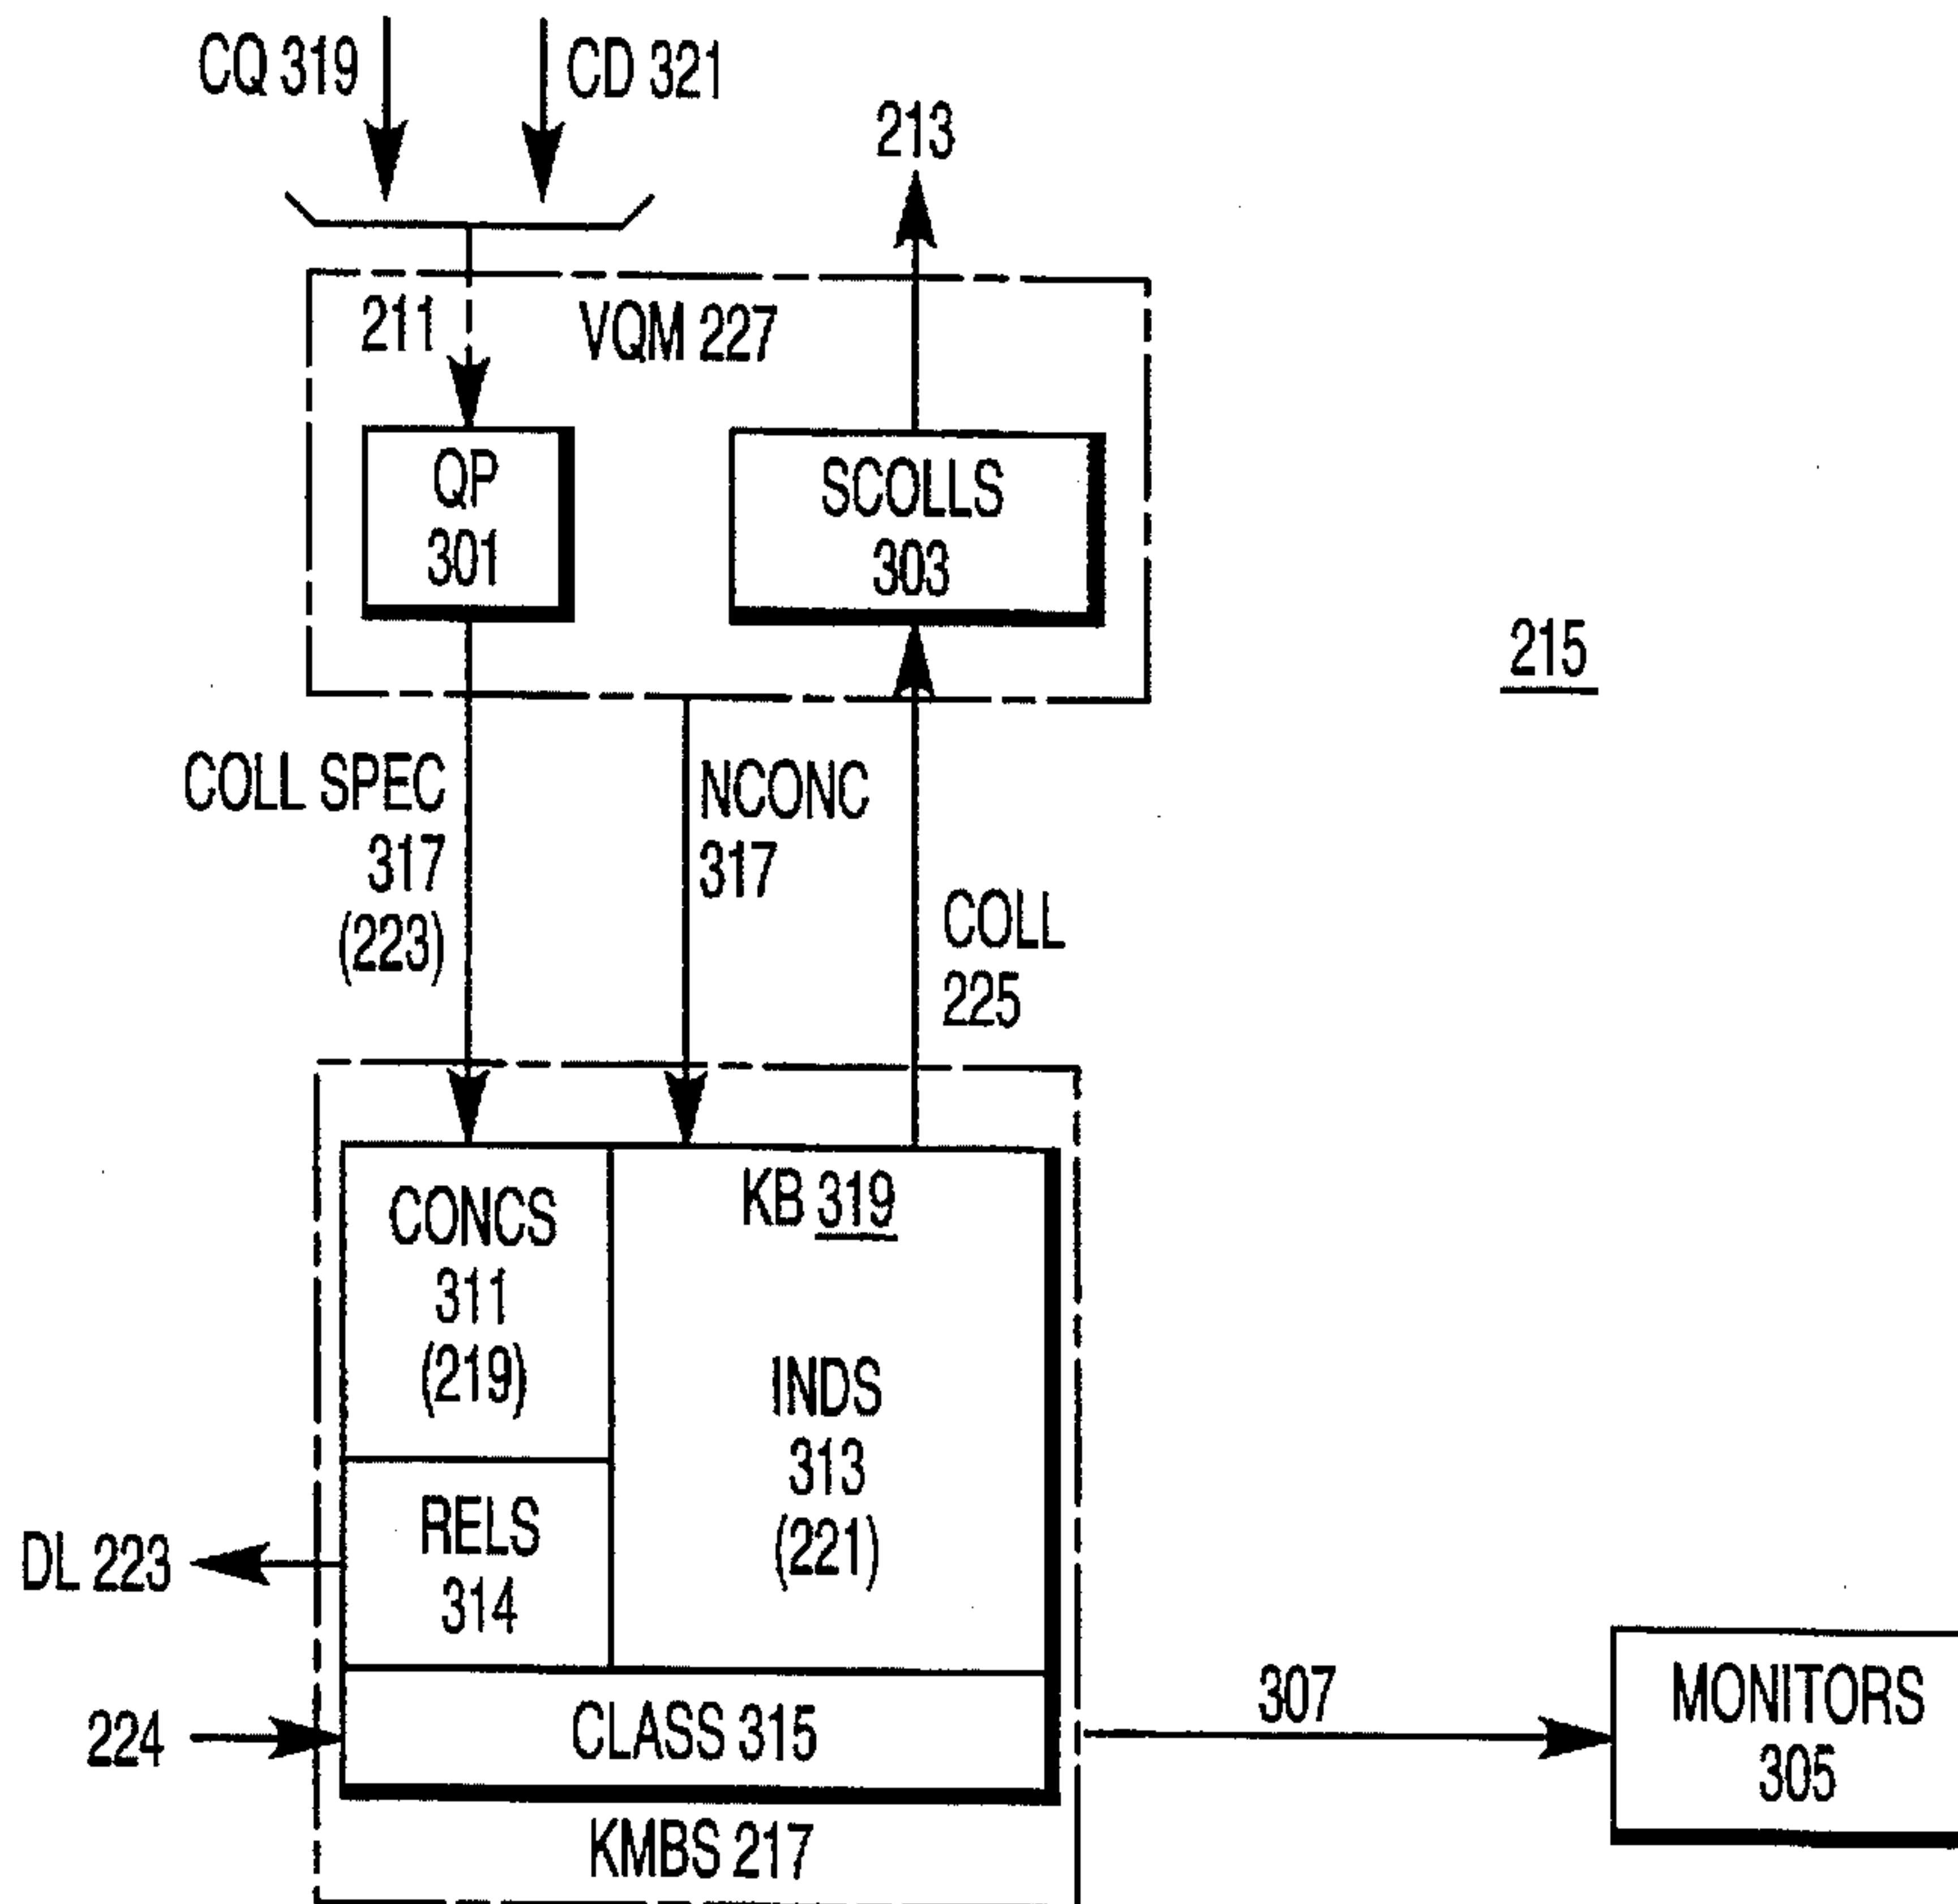 CQ 319
CD 321
213
211
VQM 227
QP
301
SCOLLS
303
215
COLL SPEC
317
(223)
NCONC
317
COLL
225
CONCS
311
(219)
KB 319
INDS
313
(221)
RELS
314
DL 223
224
CLASS 315
307
MONITORS
305
KMBS 217